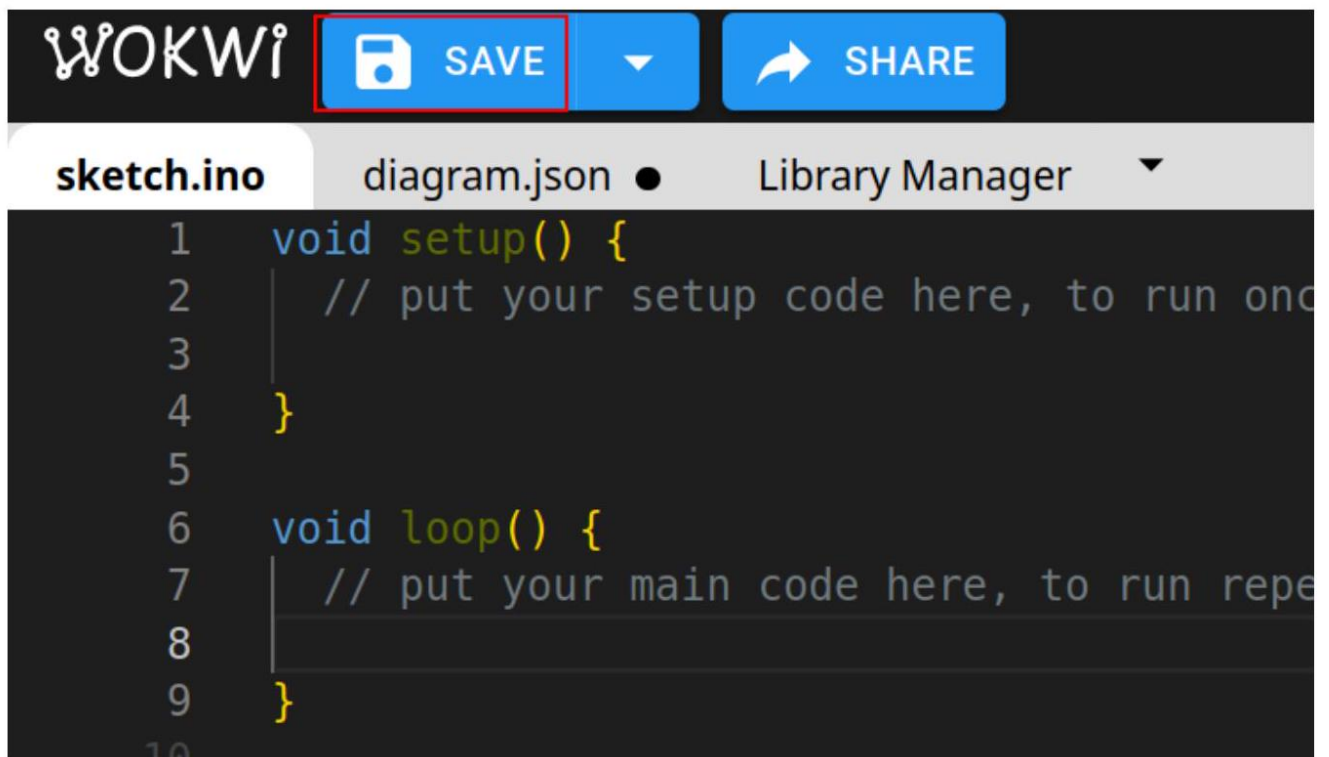 WOKWI SAVE SHARE
sketch.ino diagram.json ● Library Manager
1 void setup() {
2 // put your setup code here, to run onc
3
4 }
5
6 void loop() {
7 // put your main code here, to run repe
8
9 }
10